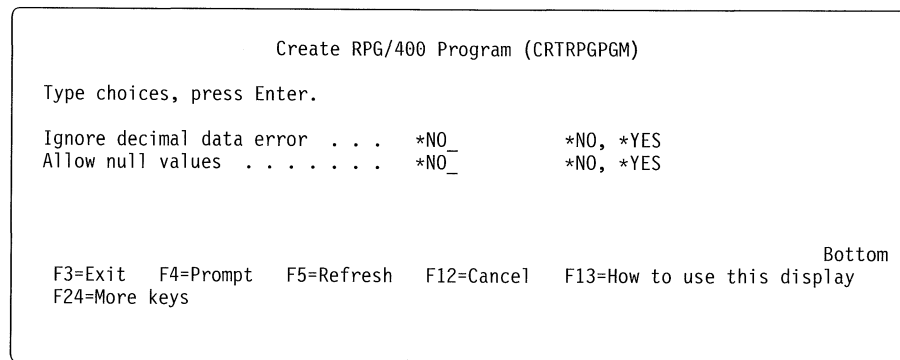 Create RPG/400 Program (CRTRPGPGM)
Type choices, press Enter.
Ignore decimal data error . . . *NO_ *NO, *YES
Allow null values . . . . . . . *NO_ *NO, *YES
Bottom
F3=Exit F4=Prompt F5=Refresh F12=Cancel F13=How to use this display
F24=More keys